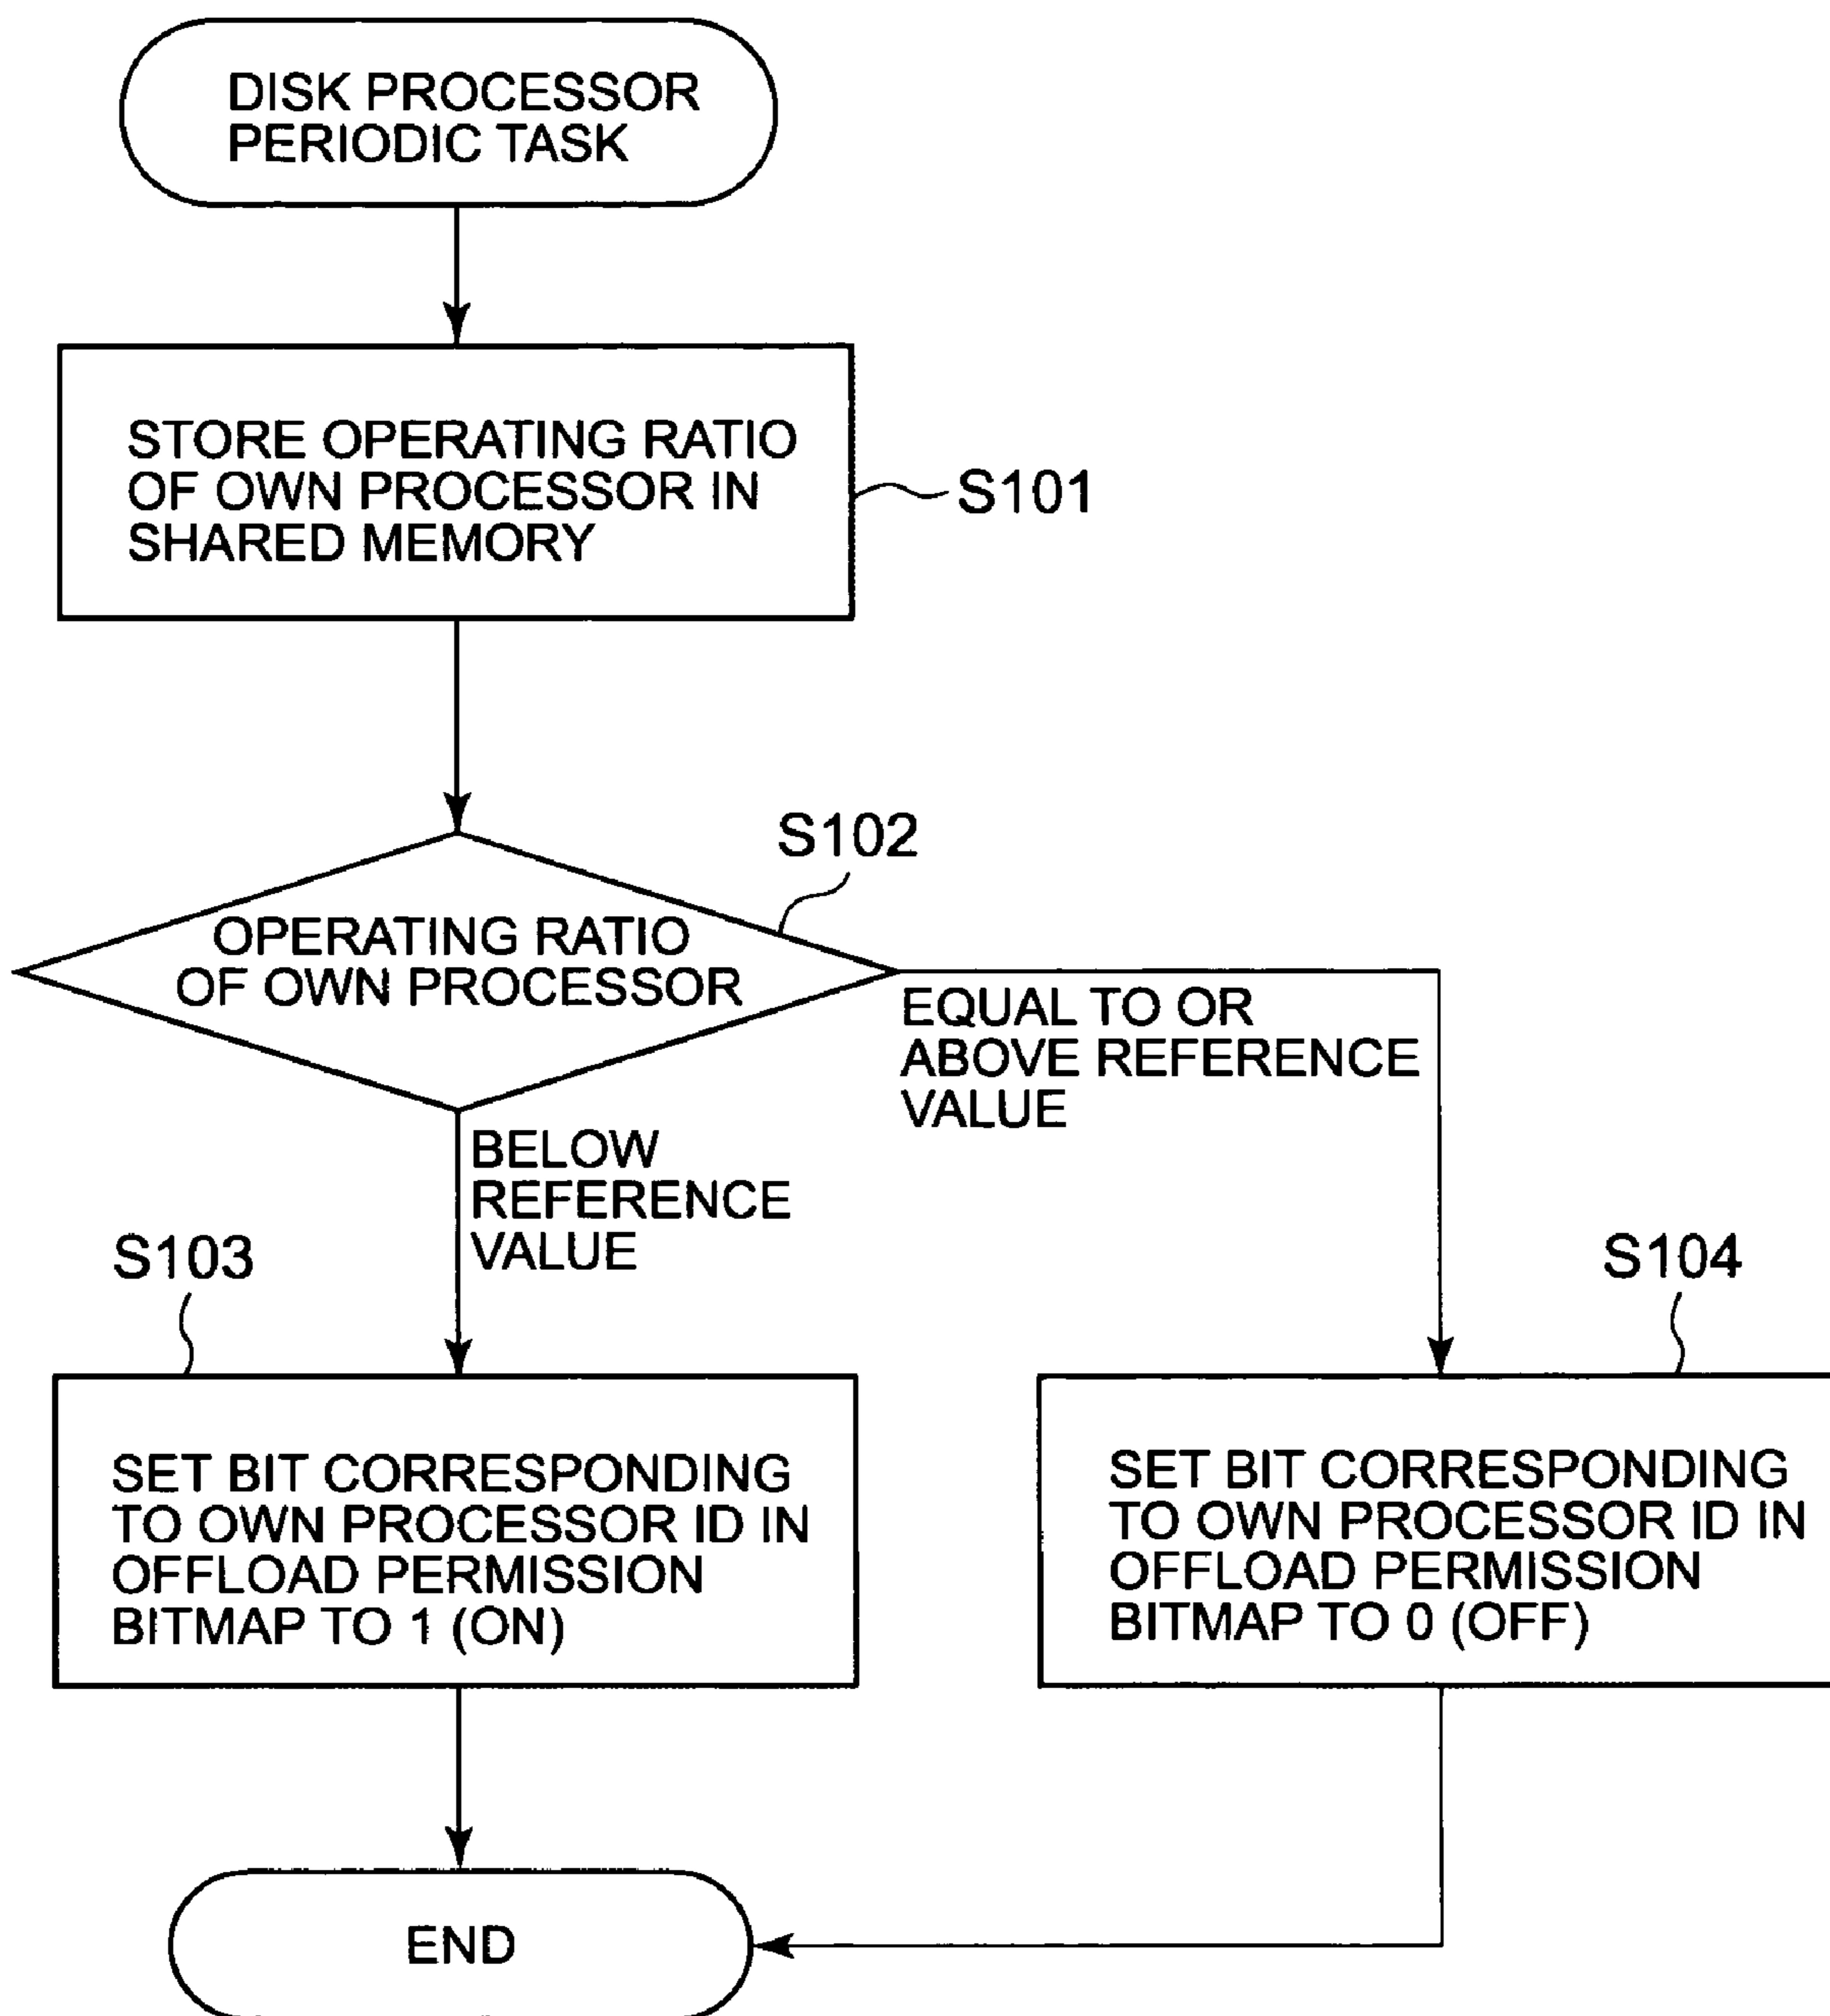 DISK PROCESSOR
PERIODIC TASK
STORE OPERATING RATIO
OF OWN PROCESSOR IN
SHARED MEMORY
S101
S102
OPERATING RATIO
OF OWN PROCESSOR
EQUAL TO OR
ABOVE REFERENCE
VALUE
BELOW
REFERENCE
VALUE
S103
S104
SET BIT CORRESPONDING
TO OWN PROCESSOR ID IN
OFFLOAD PERMISSION
BITMAP TO 1 (ON)
SET BIT CORRESPONDING
TO OWN PROCESSOR ID IN
OFFLOAD PERMISSION
BITMAP TO 0 (OFF)
END